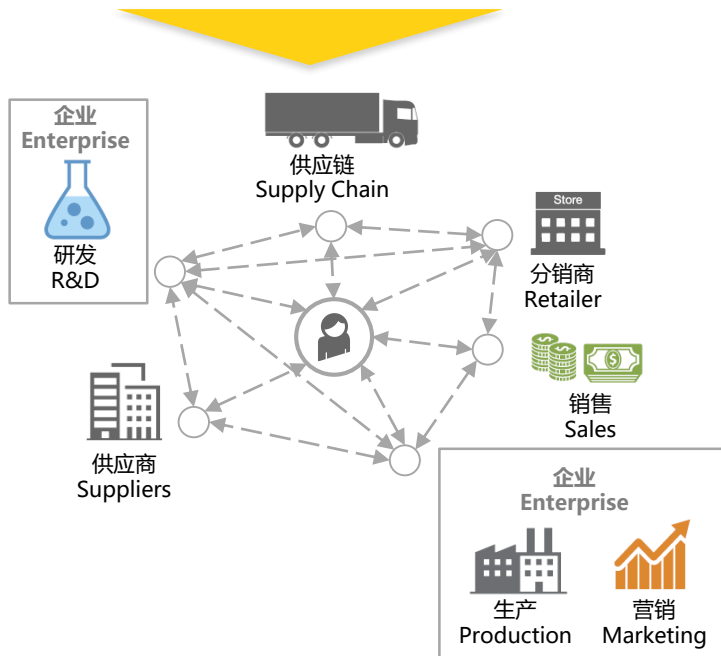 企业
Enterprise
研发
R&D
供应链
Supply Chain
Store
分销商
Retailer
销售
Sales
供应商
Suppliers
企业
Enterprise
生产
Production
营销
Marketing